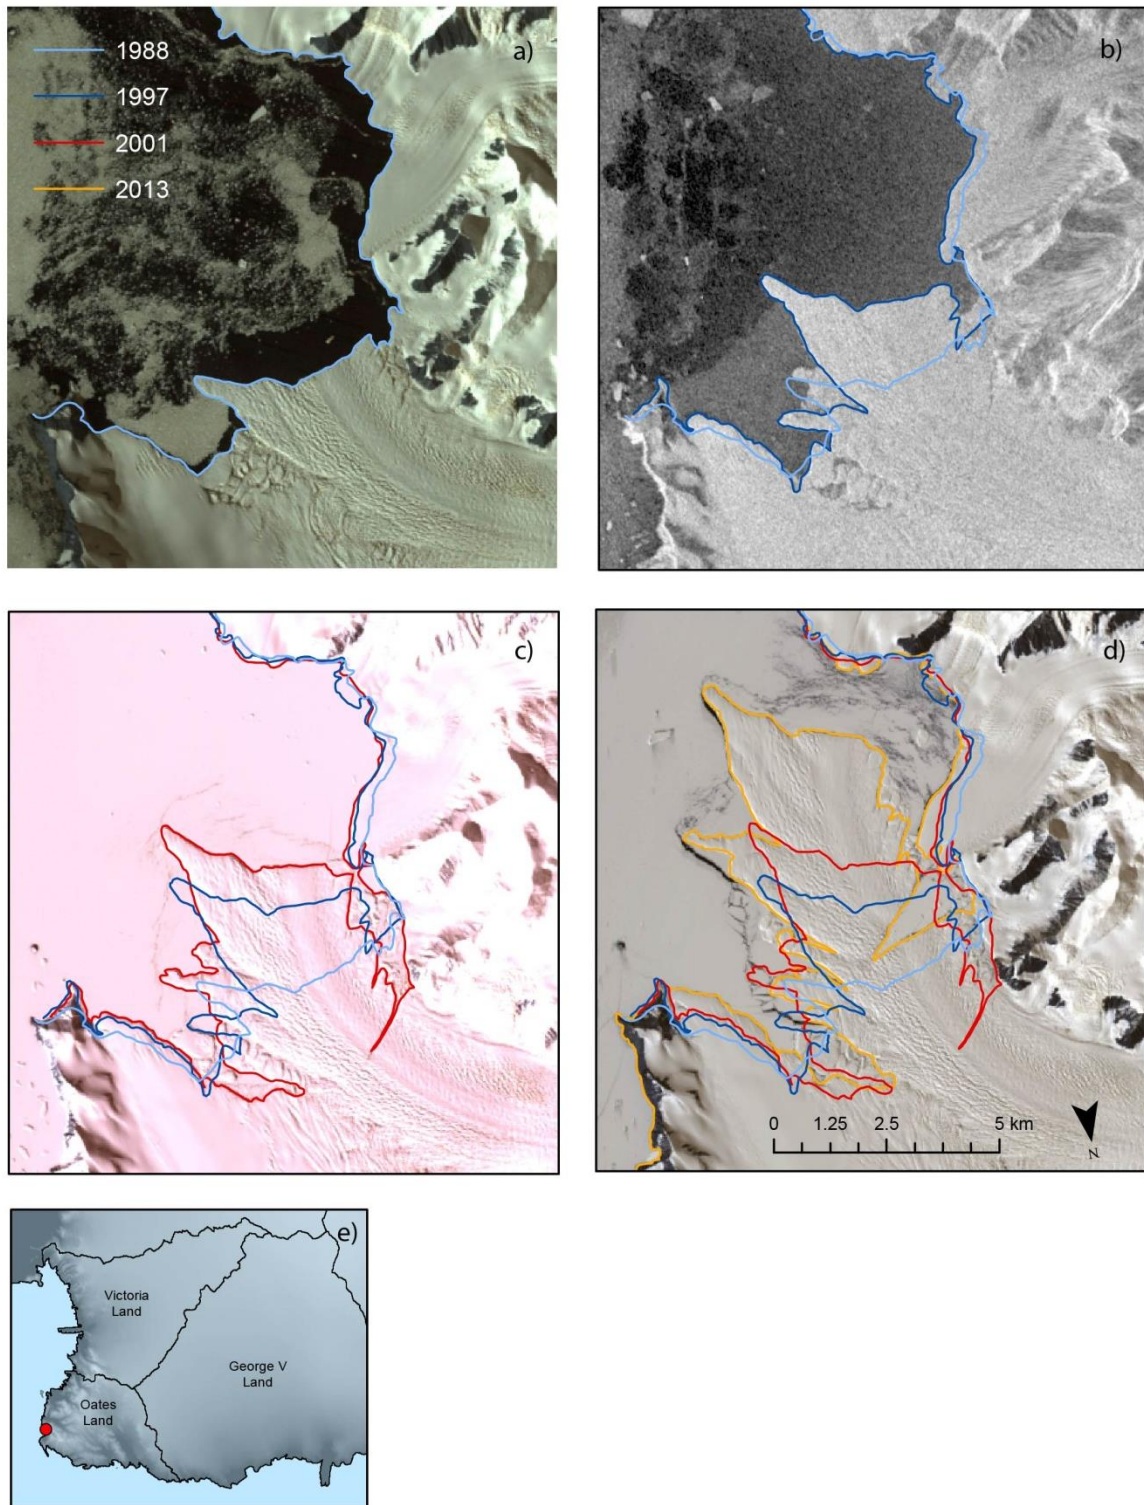 a)
1988
1997
2001
2013
b)
c)
d)
0 1.25 2.5 5 km
N
e)
Victoria
Land
George V
Land
Oates
Land